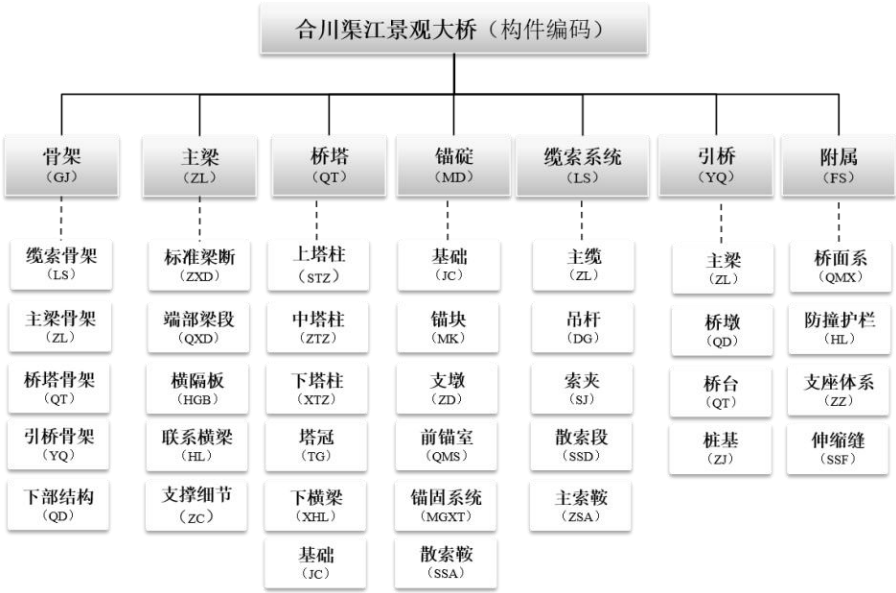 合川渠江景观大桥（构件编码）
骨架
（GJ）
主梁
（ZL）
桥塔
（QT）
锚碇
（MD）
缆索系统
（LS）
引桥
（YQ）
附属
（FS）
缆索骨架
（LS）
主梁骨架
（ZL）
桥塔骨架
（QT）
引桥骨架
（YQ）
下部结构
（QD）
标准梁断
（ZXD）
端部梁段
（QXD）
横隔板
（HGB）
联系横梁
（HL）
支撑细节
（ZC）
上塔柱
（STZ）
中塔柱
（ZTZ）
下塔柱
（XTZ）
塔冠
（TG）
下横梁
（XHL）
基础
（JC）
基础
（JC）
锚块
（MK）
支墩
（ZD）
前锚室
（QMS）
锚固系统
（MGXT）
散索鞍
（SSA）
主缆
（ZL）
吊杆
（DG）
索夹
（SJ）
散索段
（SSD）
主索鞍
（ZSA）
主梁
（ZL）
桥墩
（QD）
桥台
（QT）
桩基
（ZJ）
桥面系
（QMX）
防撞护栏
（HL）
支座体系
（ZZ）
伸缩缝
（SSF）